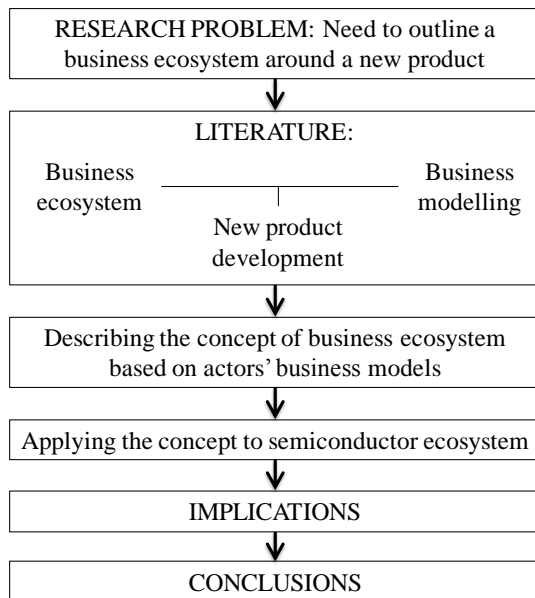 RESEARCH PROBLEM: Need to outline a
business ecosystem around a new product
LITERATURE:
Business
ecosystem
Business
modelling
New product
development
Describing the concept of business ecosystem
based on actors’ business models
Applying the concept to semiconductor ecosystem
IMPLICATIONS
CONCLUSIONS